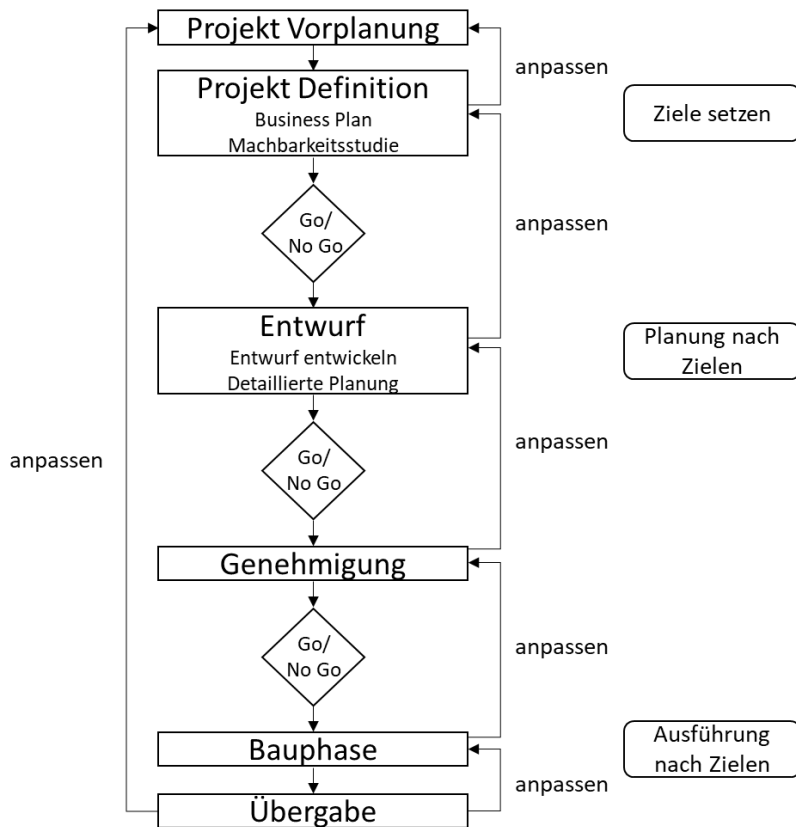 Projekt Vorplanung
anpassen
Projekt Definition
Business Plan
Machbarkeitsstudie
Ziele setzen
anpassen
Go/
No Go
Entwurf
Entwurf entwickeln
Detaillierte Planung
Planung nach
Zielen
anpassen
anpassen
Go/
No Go
Genehmigung
anpassen
Go/
No Go
Bauphase
Ausführung
nach Zielen
anpassen
Übergabe